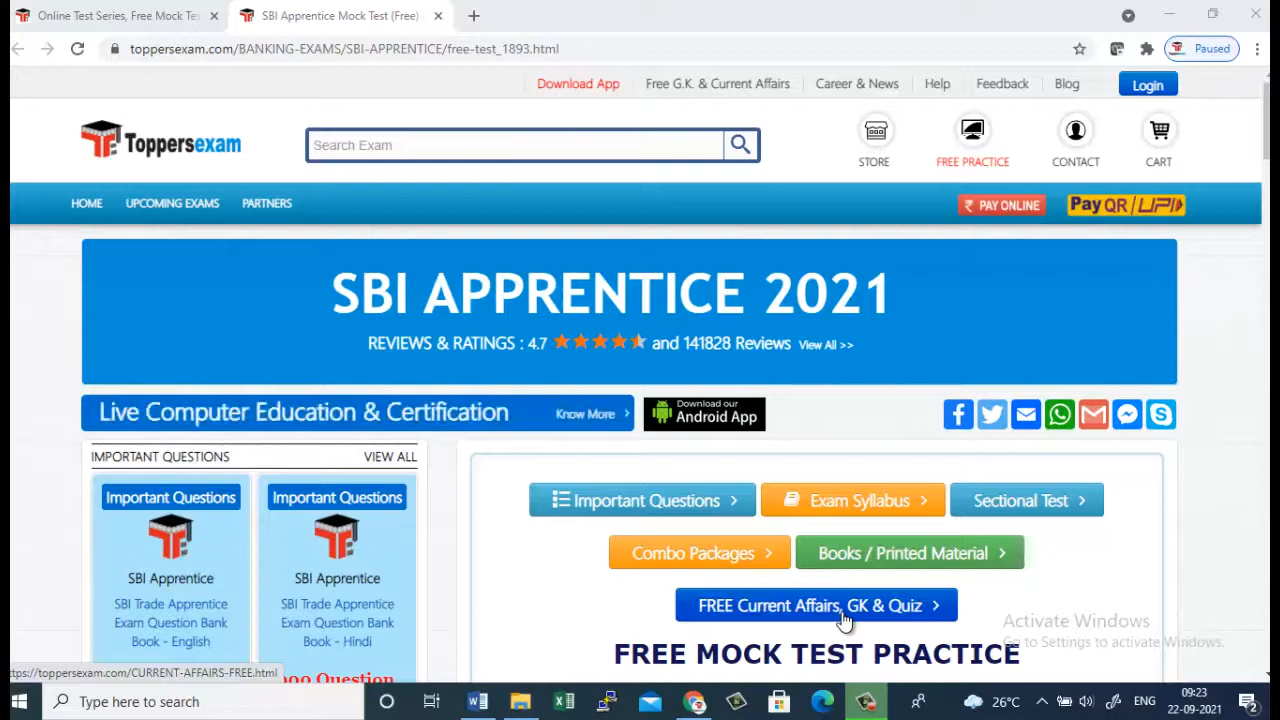 Online Test Series, Free Mock Tes
SBI Apprentice Mock Test (Free)
toppersexam.com/BANKING-EXAMS/SBI-APPRENTICE/free-test_1893.html
Paused
Download App
Free G.K. & Current Affairs
Career & News
Help
Feedback
Blog
Login
Toppersexam
Search Exam
STORE
FREE PRACTICE
CONTACT
CART
HOME
UPCOMING EXAMS
PARTNERS
₹ PAY ONLINE
Pay QR/UPI
SBI APPRENTICE 2021
REVIEWS & RATINGS : 4.7 and 141828 Reviews View All >>
Live Computer Education & Certification
Know More
Download our
Android App
IMPORTANT QUESTIONS
VIEW ALL
Important Questions
SBI Apprentice
SBI Trade Apprentice
Exam Question Bank
Book - English
Important Questions
SBI Apprentice
SBI Trade Apprentice
Exam Question Bank
Book - Hindi
Important Questions
Exam Syllabus
Sectional Test
Combo Packages
Books / Printed Material
FREE Current Affairs, GK & Quiz
FREE MOCK TEST PRACTICE
Activate Windows
Go to Settings to activate Windows.
ttps://toppersexam.com/CURRENT-AFFAIRS-FREE.html
Question
Type here to search
26°C
ENG
09:23
22-09-2021
2